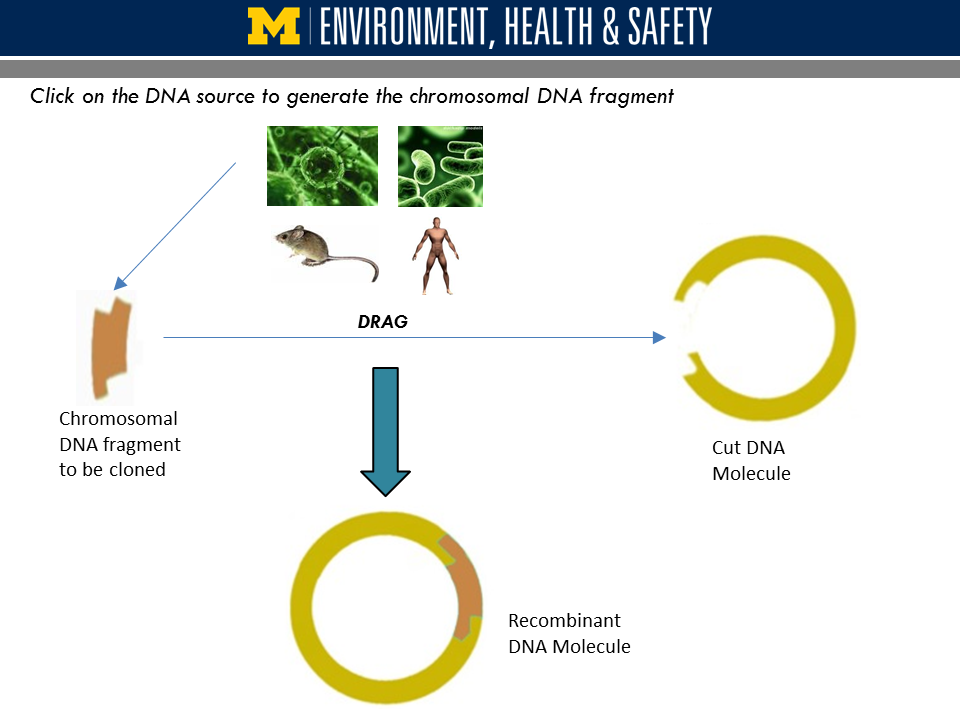 M ENVIRONMENT, HEALTH & SAFETY
Click on the DNA source to generate the chromosomal DNA fragment
DRAG
Chromosomal
DNA fragment
to be cloned
Cut DNA
Molecule
Recombinant
DNA Molecule